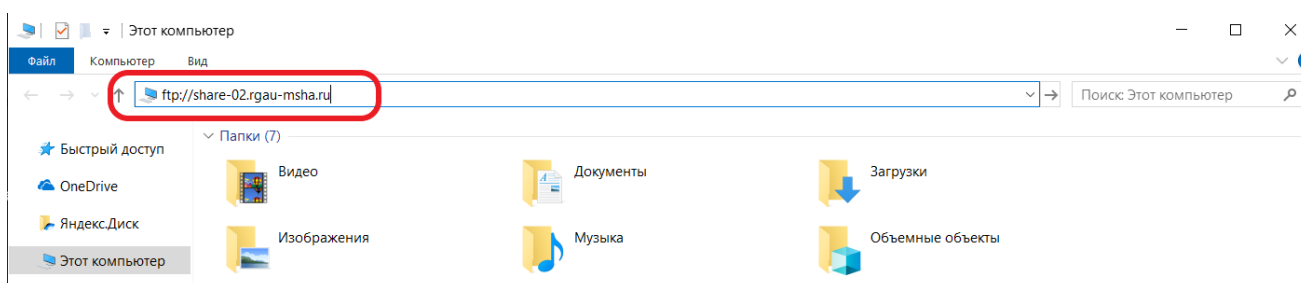 Этот компьютер
Файл Компьютер Вид
ftp://share-02.rgau-msha.ru
Поиск: Этот компьютер
Быстрый доступ
OneDrive
Яндекс.Диск
Этот компьютер
Папки (7)
Видео
Документы
Загрузки
Изображения
Музыка
Объемные объекты